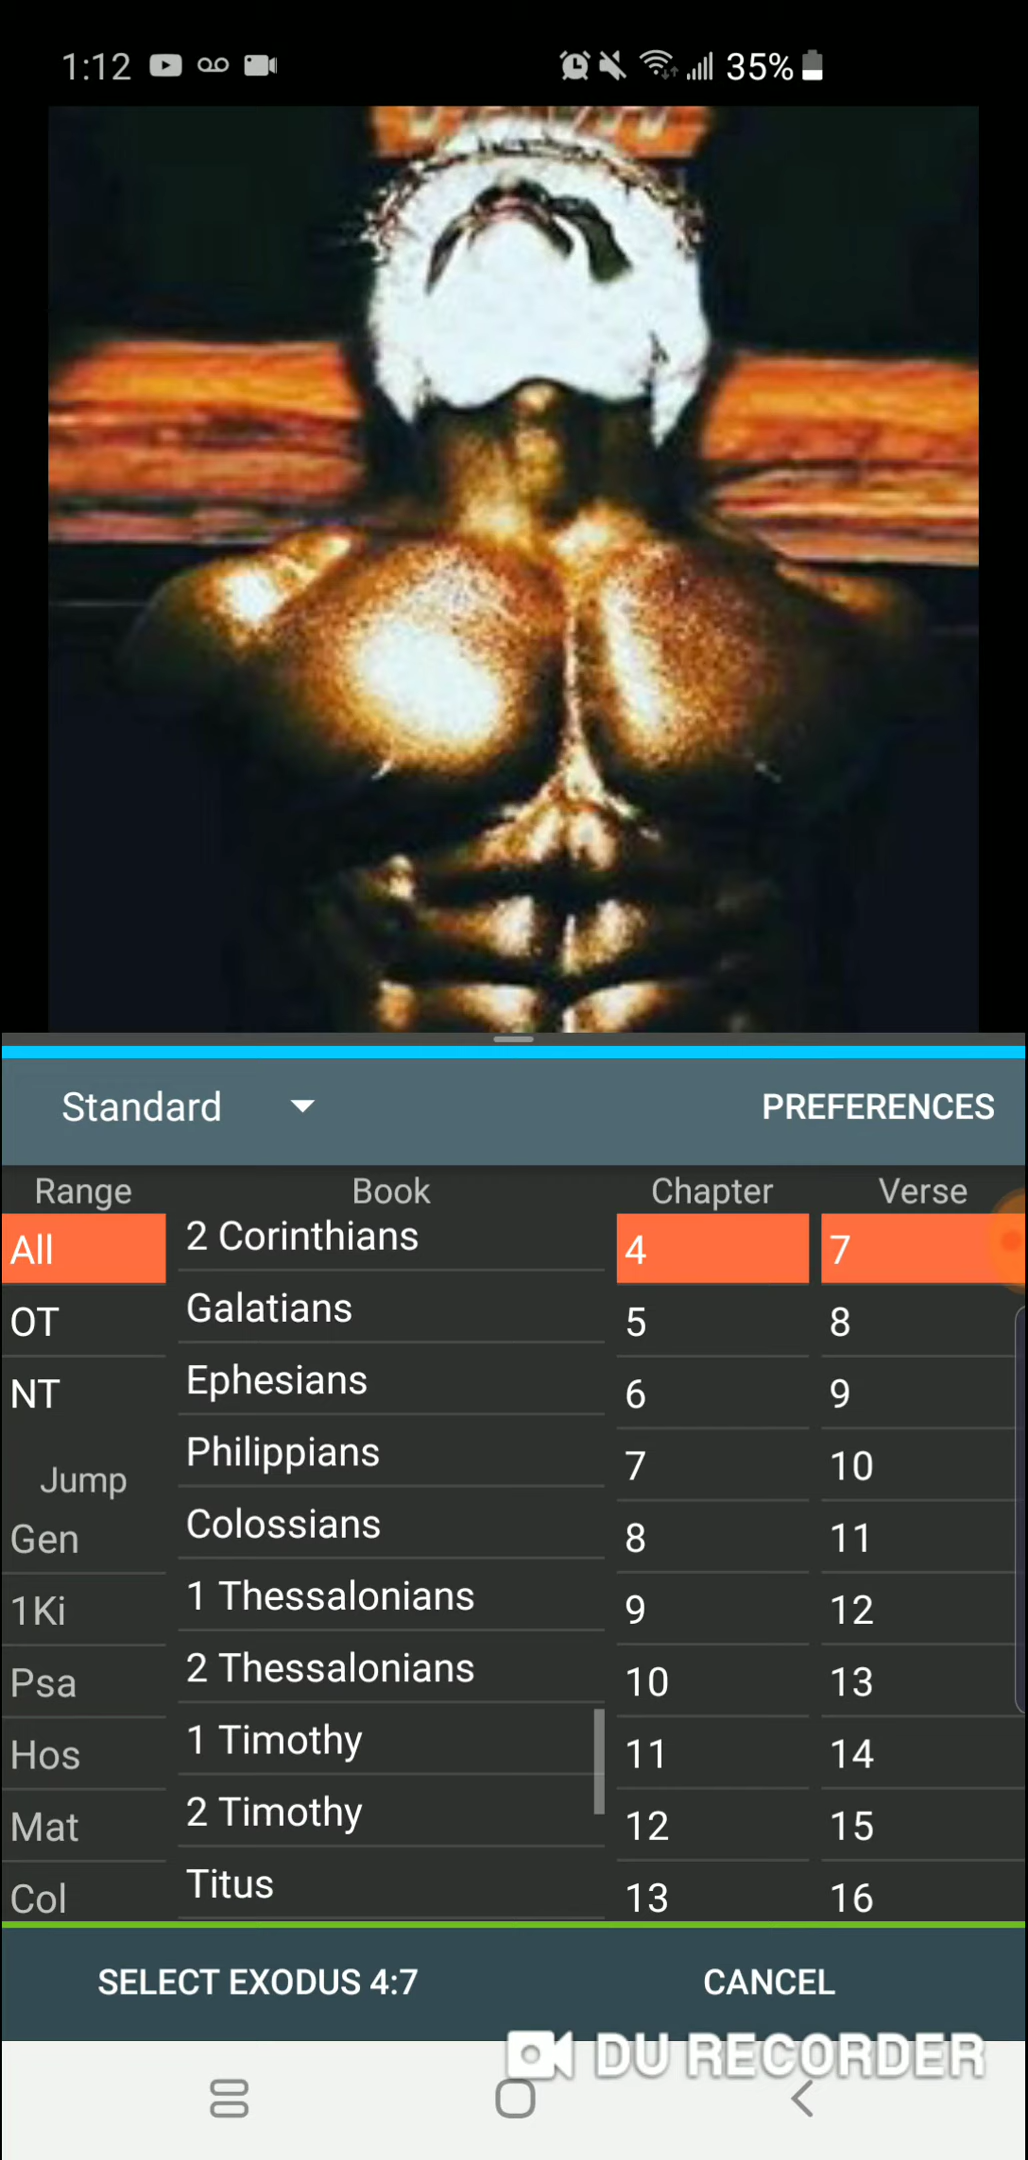 1:12 35%
Standard PREFERENCES
Range Book Chapter Verse
All 2 Corinthians 4 7
OT Galatians 5 8
NT Ephesians 6 9
Philippians 7 10
Jump
Gen Colossians 8 11
1Ki 1 Thessalonians 9 12
Psa 2 Thessalonians 10 13
Hos 1 Timothy 11 14
Mat 2 Timothy 12 15
Col Titus 13 16
SELECT EXODUS 4:7 CANCEL
DU RECORDER